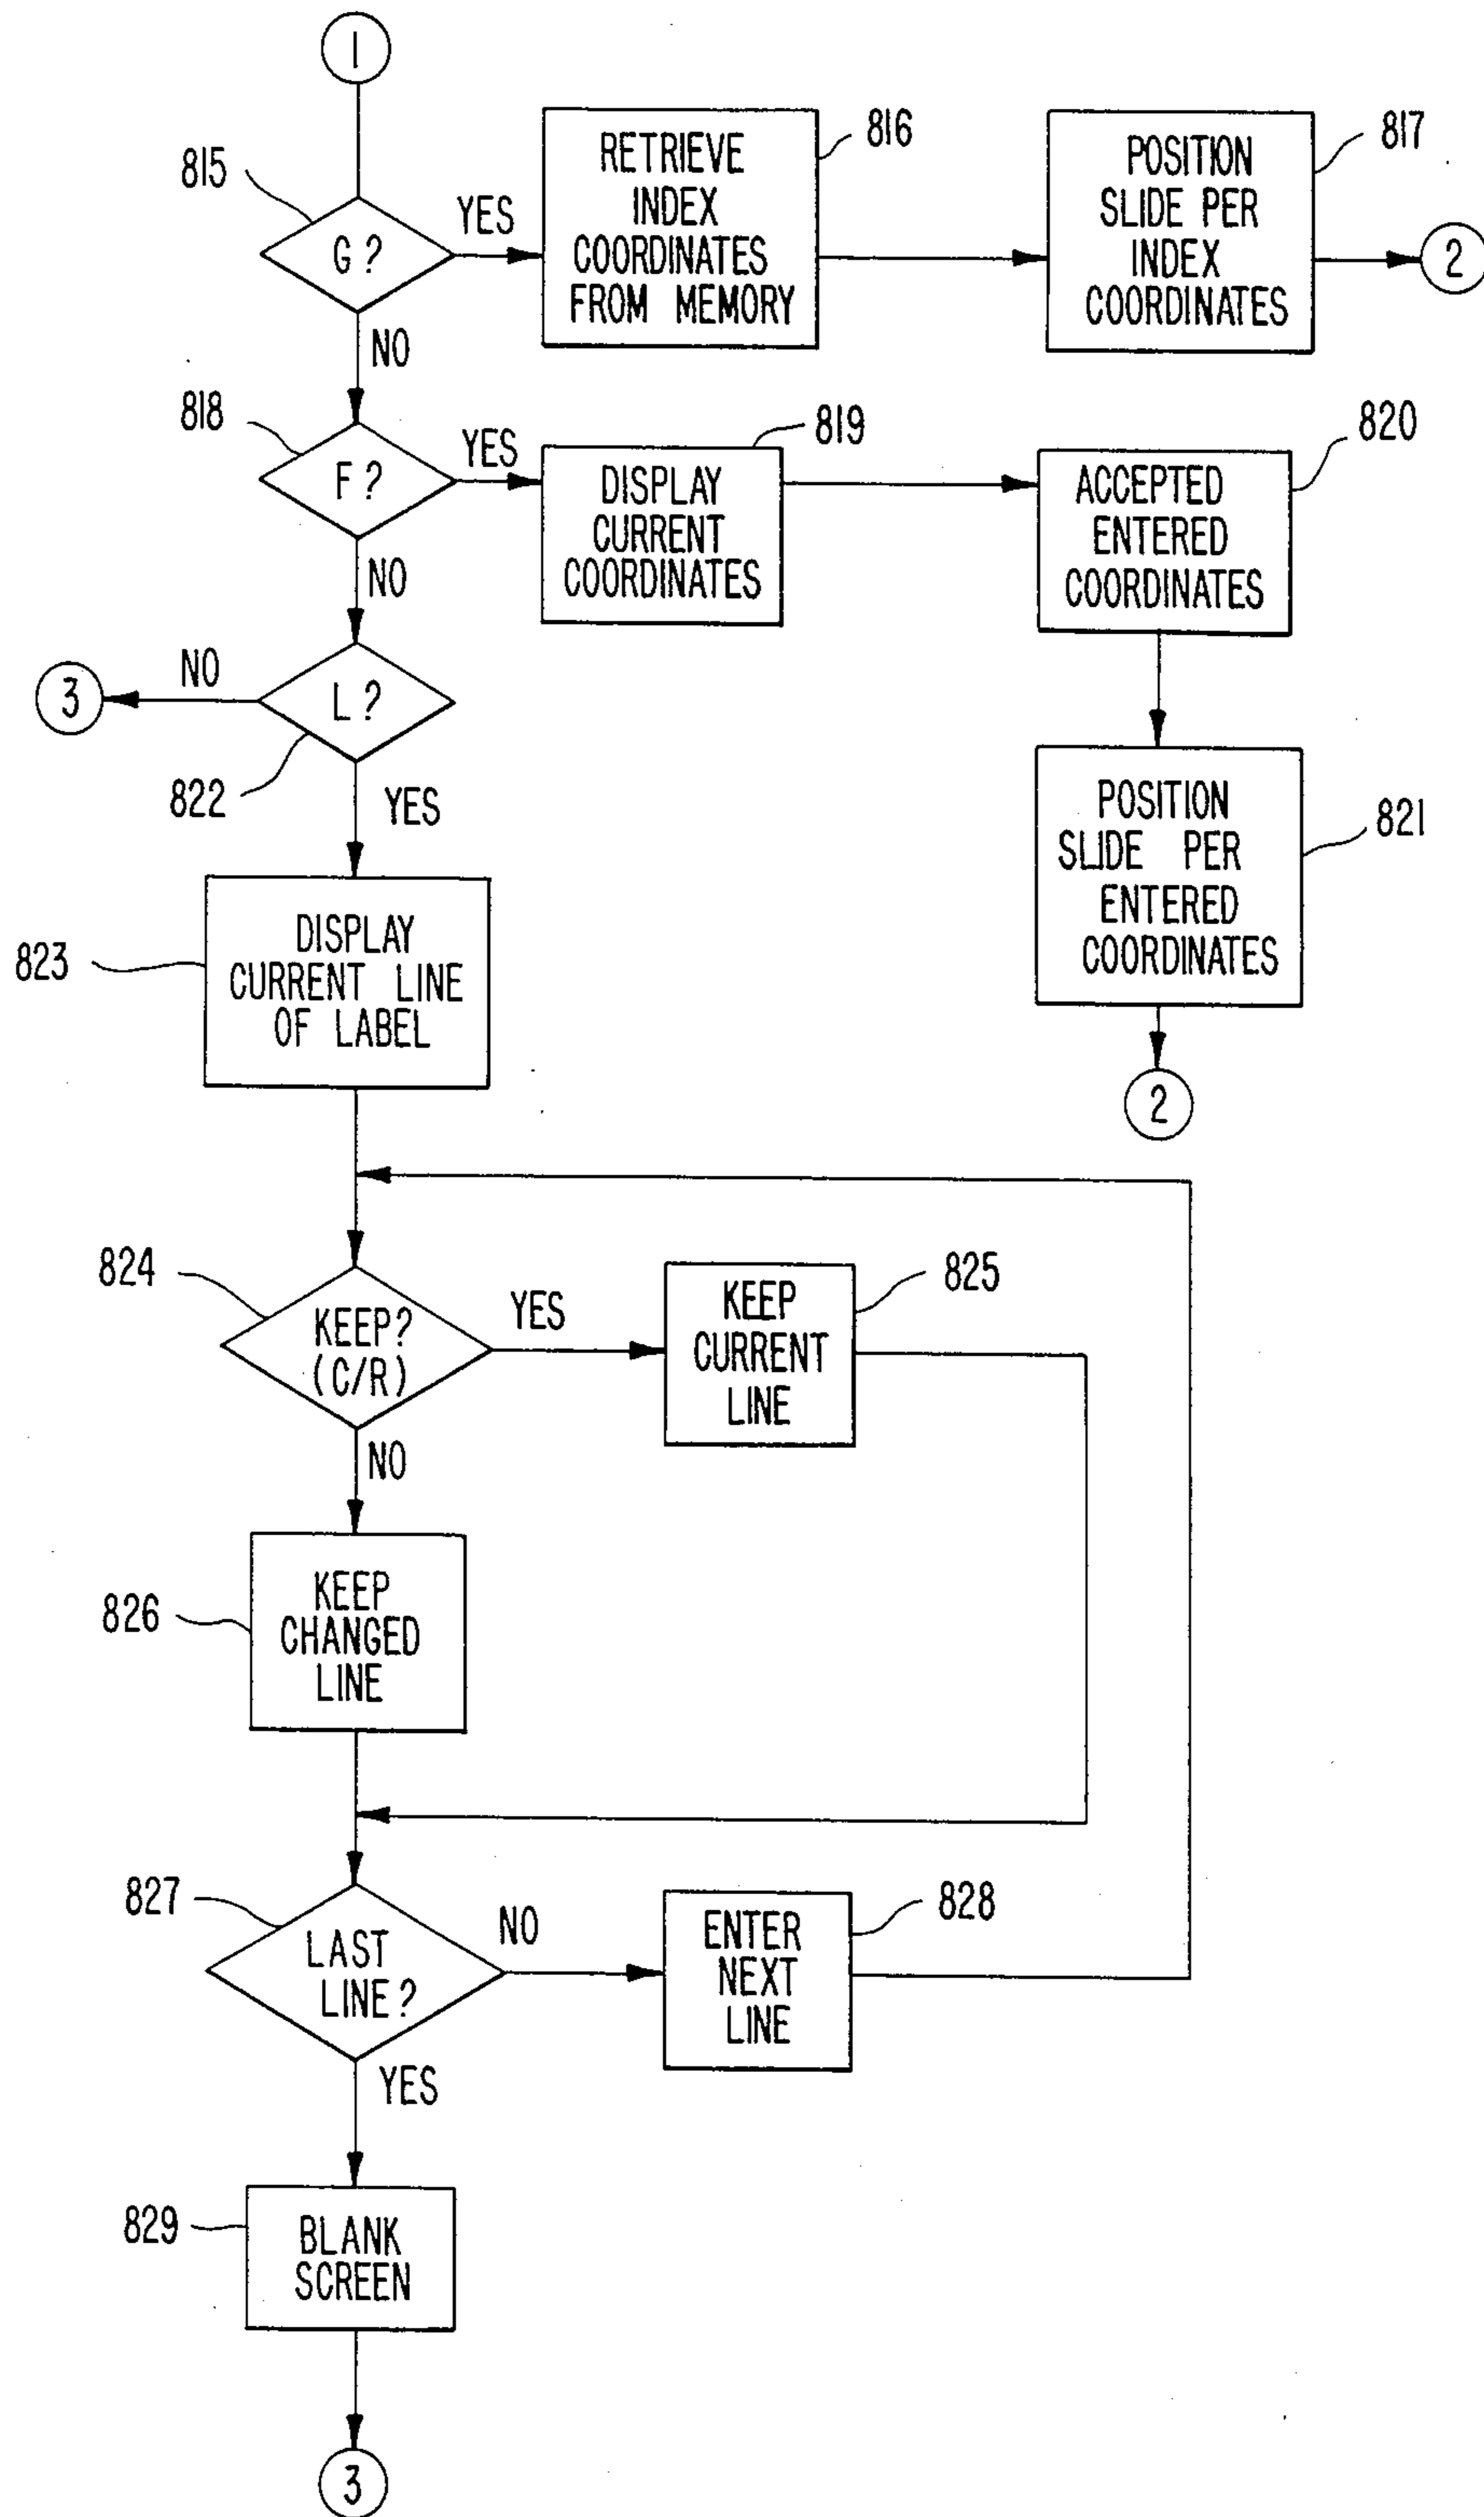 1
815
G?
YES
RETRIEVE
INDEX
COORDINATES
FROM MEMORY
816
POSITION
SLIDE PER
INDEX
COORDINATES
817
2
NO
818
F?
YES
DISPLAY
CURRENT
COORDINATES
819
ACCEPTED
ENTERED
COORDINATES
820
NO
3
NO
L?
822
YES
POSITION
SLIDE PER
ENTERED
COORDINATES
821
2
823
DISPLAY
CURRENT LINE
OF LABEL
824
KEEP?
(C/R)
YES
KEEP
CURRENT
LINE
825
NO
826
KEEP
CHANGED
LINE
827
LAST
LINE?
NO
ENTER
NEXT
LINE
828
YES
829
BLANK
SCREEN
3